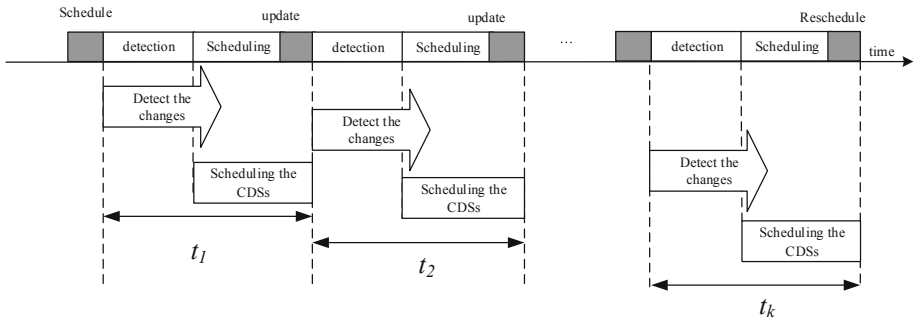 Schedule
update
update
Reschedule
detection
Scheduling
detection
Scheduling
...
detection
Scheduling
time
Detect the
changes
Detect the
changes
Detect the
changes
Scheduling the
CDSs
Scheduling the
CDSs
Scheduling the
CDSs
t1
t2
tk